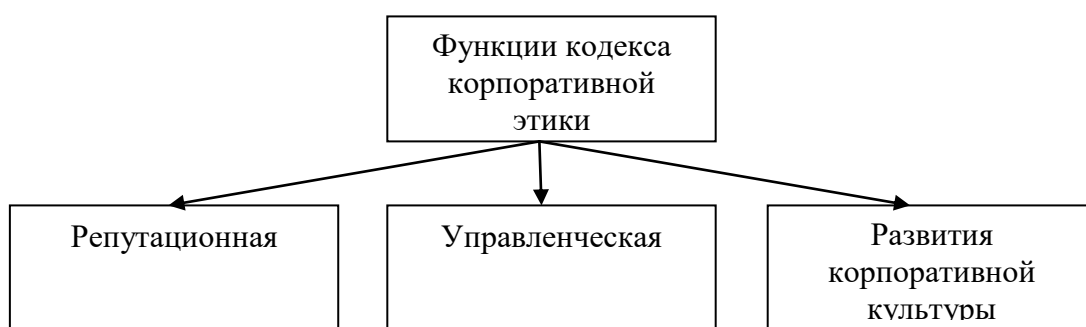 Функции кодекса
корпоративной
этики
Репутационная
Управленческая
Развития
корпоративной
культуры